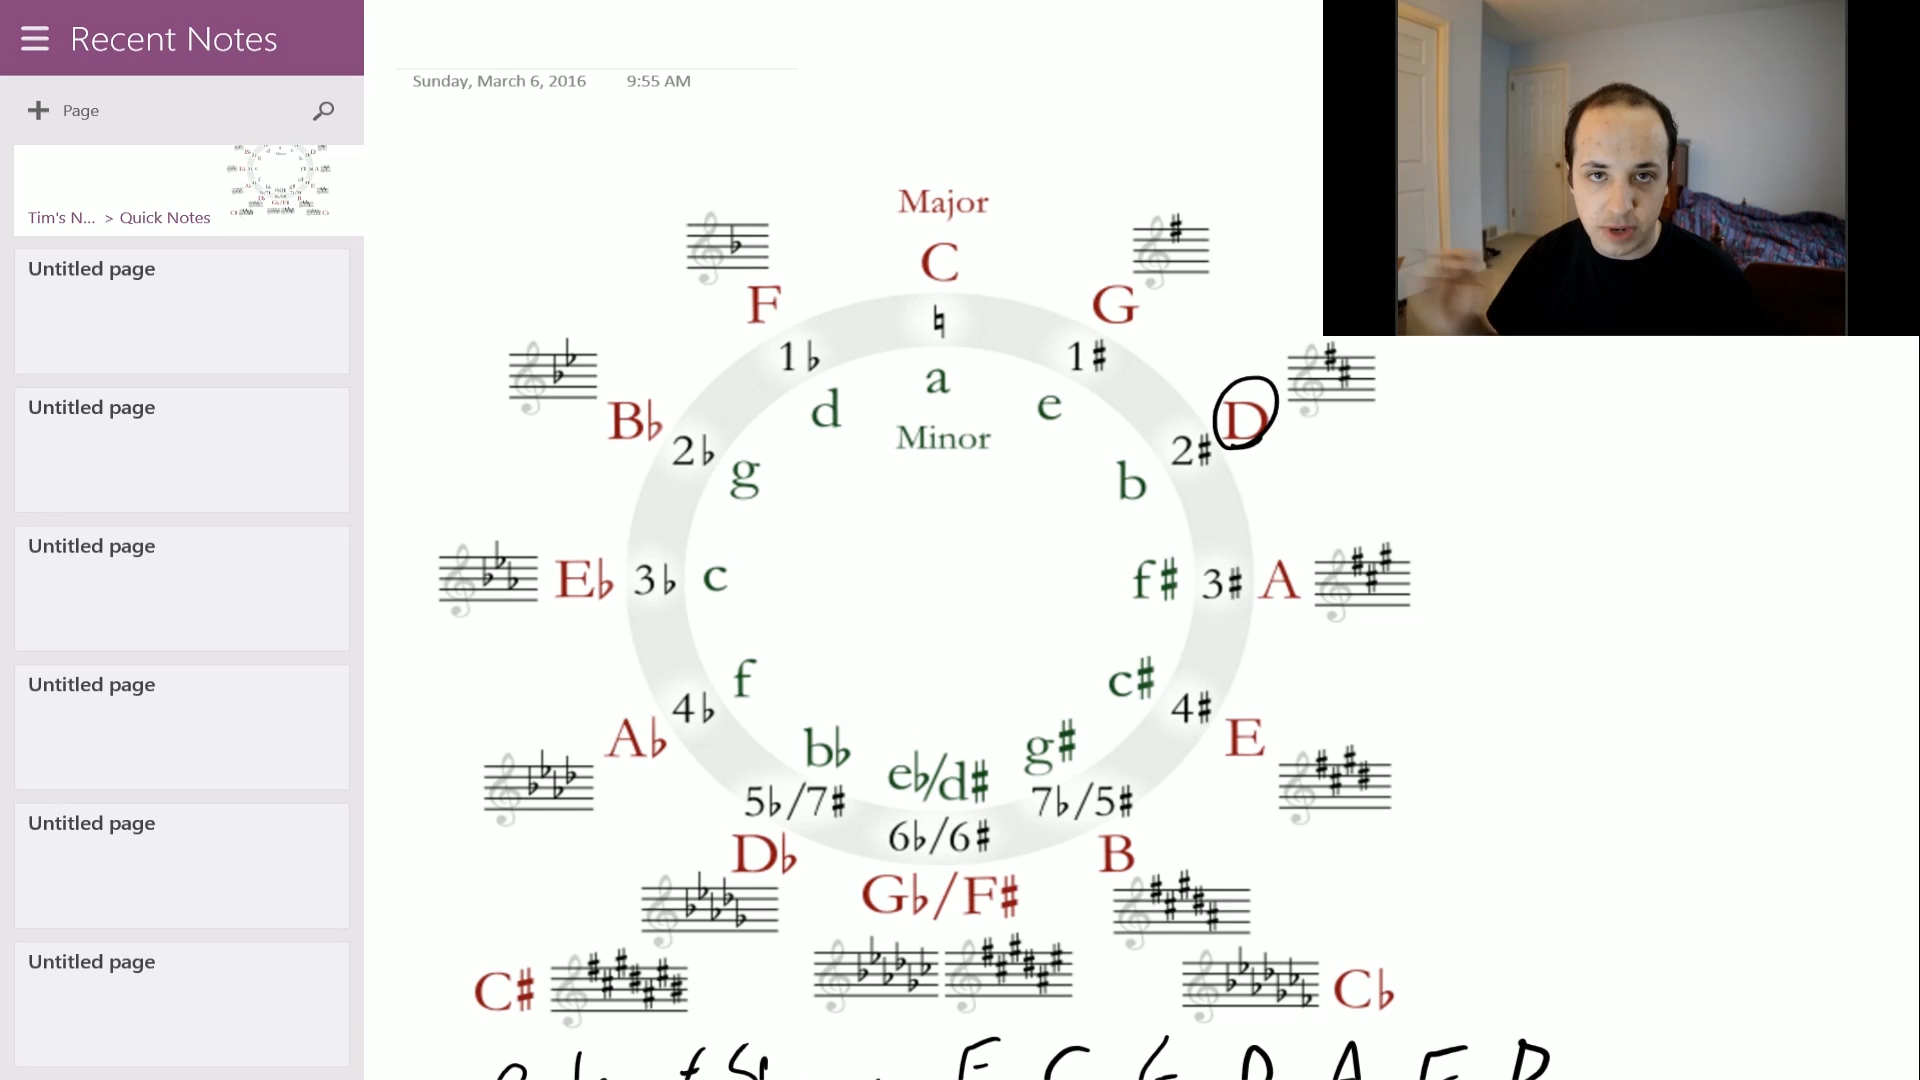 Recent Notes
Page
Tim's N... > Quick Notes
Untitled page
Untitled page
Untitled page
Untitled page
Untitled page
Untitled page
Sunday, March 6, 2016 9:55 AM
Major
C
F ♮ G
1♭ 1♯
a
d e
B♭ Minor D
2♭ 2♯
g b
E♭ 3♭ c f♯ 3♯ A
f c♯
4♭ 4♯
A♭ E
b♭ e♭/d♯ g♯
5♭/7♯ 7♭/5♯
6♭/6♯
D♭ B
G♭/F♯
C♯ C♭
F C G D A E B